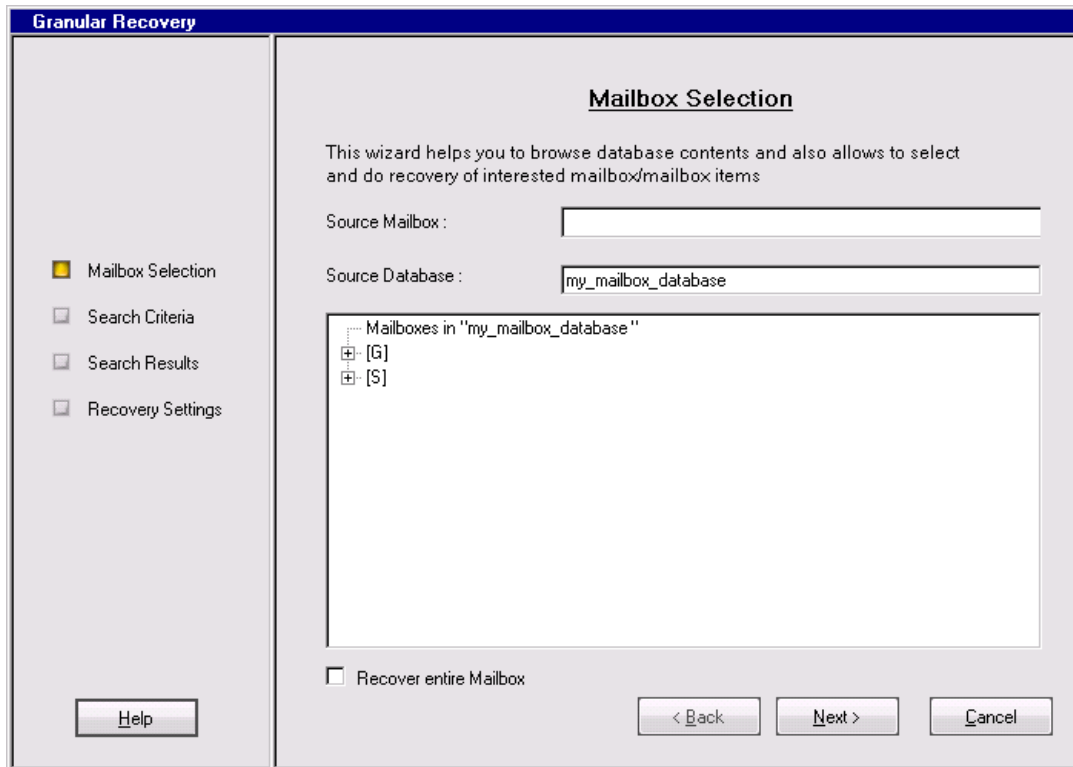 Granular Recovery
Mailbox Selection
This wizard helps you to browse database contents and also allows to select
and do recovery of interested mailbox/mailbox items
Source Mailbox :
Source Database :
my_mailbox_database
Mailboxes in "my_mailbox_database"
[G]
[S]
Recover entire Mailbox
Mailbox Selection
Search Criteria
Search Results
Recovery Settings
Help
< Back
Next >
Cancel